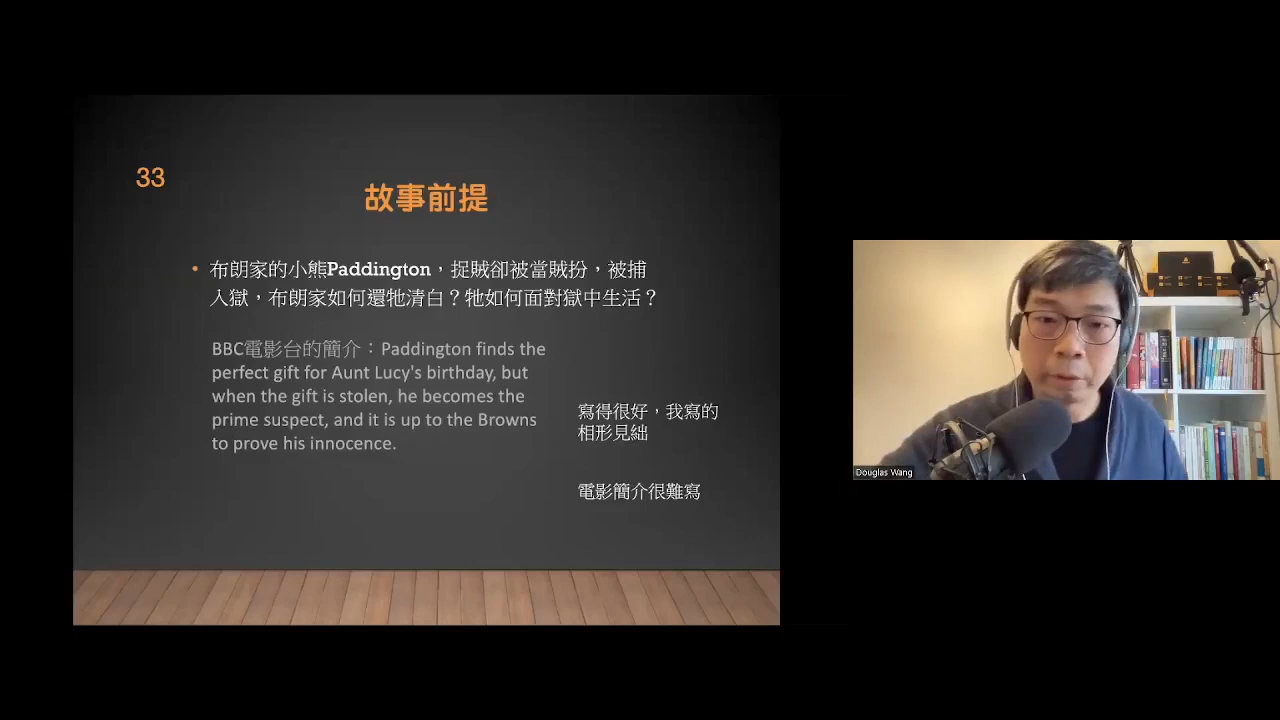 33
故事前提
• 布朗家的小熊Paddington，捉賊卻被當賊扮，被捕
入獄，布朗家如何還牠清白？牠如何面對獄中生活？
BBC電影台的簡介：Paddington finds the
perfect gift for Aunt Lucy's birthday, but
when the gift is stolen, he becomes the
prime suspect, and it is up to the Browns
to prove his innocence.
寫得很好，我寫的
相形見絀
電影簡介很難寫
Douglas Wang